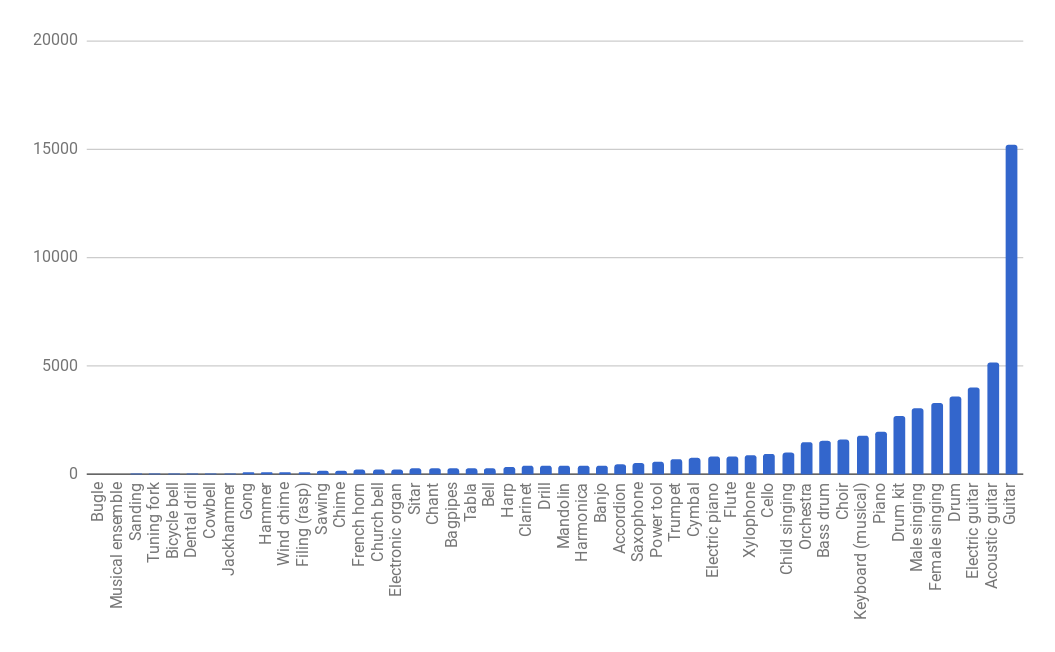 20000
15000
10000
5000
0
Bugle
Musical ensemble
Sanding
Tuning fork
Bicycle bell
Dental drill
Cowbell
Jackhammer
Gong
Hammer
Wind chime
Filing (rasp)
Sawing
Chime
French horn
Church bell
Electronic organ
Sitar
Chant
Bagpipes
Tabla
Bell
Harp
Clarinet
Drill
Mandolin
Harmonica
Banjo
Accordion
Saxophone
Power tool
Trumpet
Cymbal
Electric piano
Flute
Xylophone
Cello
Child singing
Orchestra
Bass drum
Choir
Keyboard (musical)
Piano
Drum kit
Male singing
Female singing
Drum
Electric guitar
Acoustic guitar
Guitar